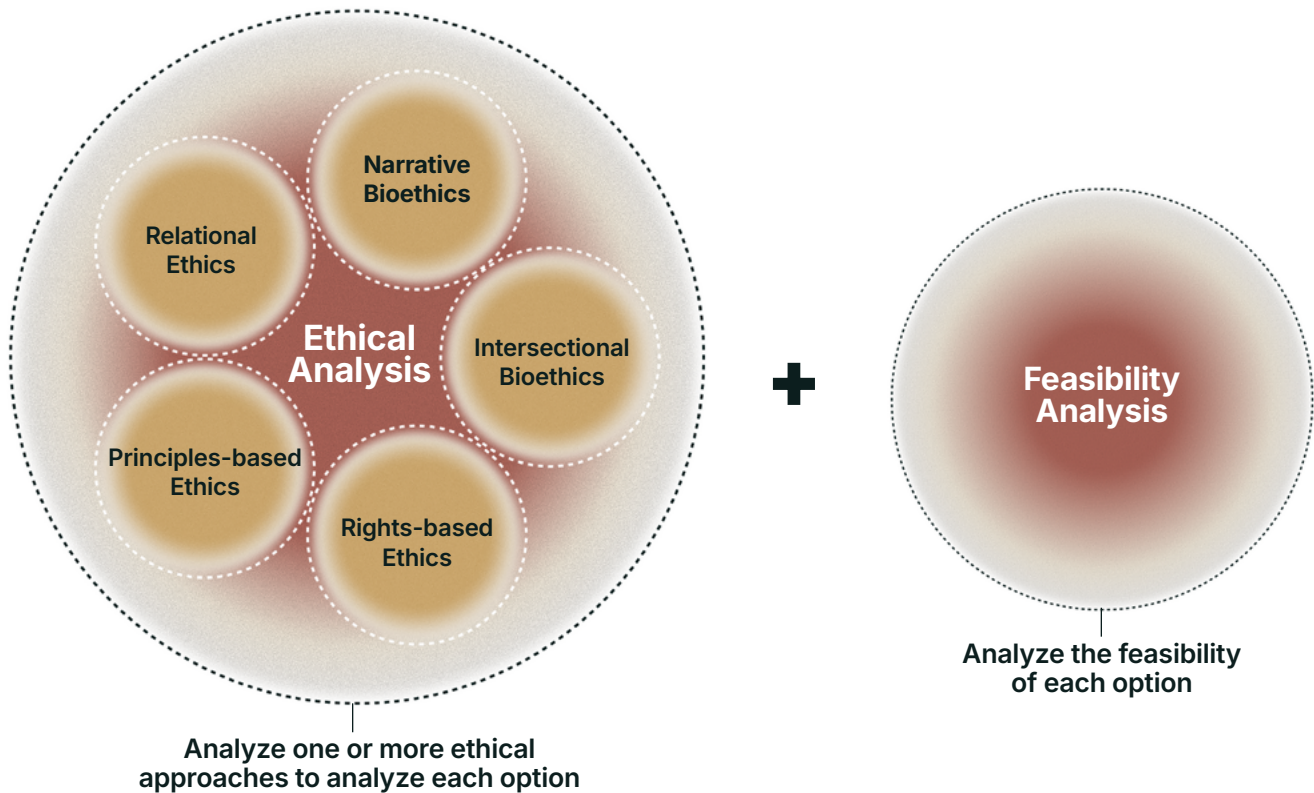 Narrative
Bioethics
Relational
Ethics
Ethical
Analysis
Intersectional
Bioethics
Principles-based
Ethics
Rights-based
Ethics
Analyze one or more ethical
approaches to analyze each option
Feasibility
Analysis
Analyze the feasibility
of each option